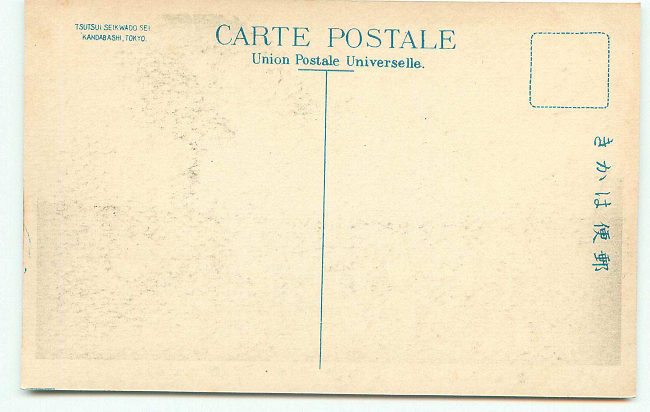 TSUTSUI SEIKWADO SEI
KANDABASHI, TOKYO.
CARTE POSTALE
Union Postale Universelle.
郵便はかき